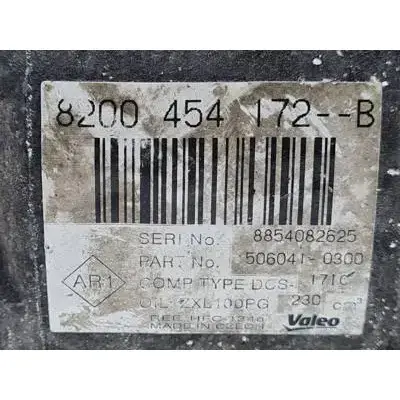 8200 454 172--B
SERI No. 8854082625
PART No. 506041-0300
AR1
COMP TYPE DCS-171C
OIL: ZXL100PG 230 cm³
REF. HFC-134a
MADE IN CZECH
Valeo